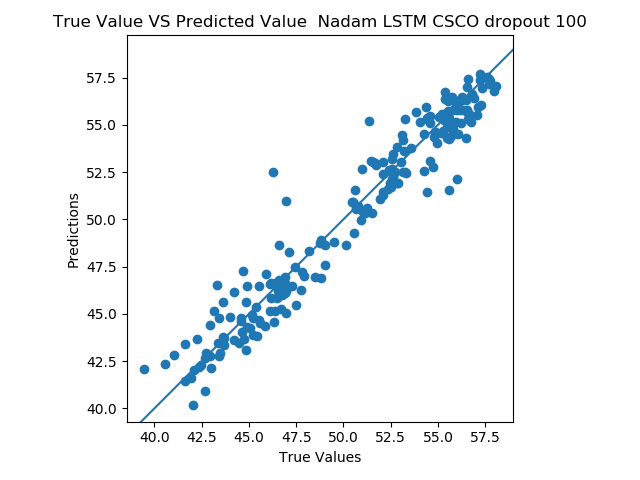 True Value VS Predicted Value  Nadam LSTM CSCO dropout 100
57.5
55.0
52.5
50.0
47.5
45.0
42.5
40.0
Predictions
40.0 42.5 45.0 47.5 50.0 52.5 55.0 57.5
True Values